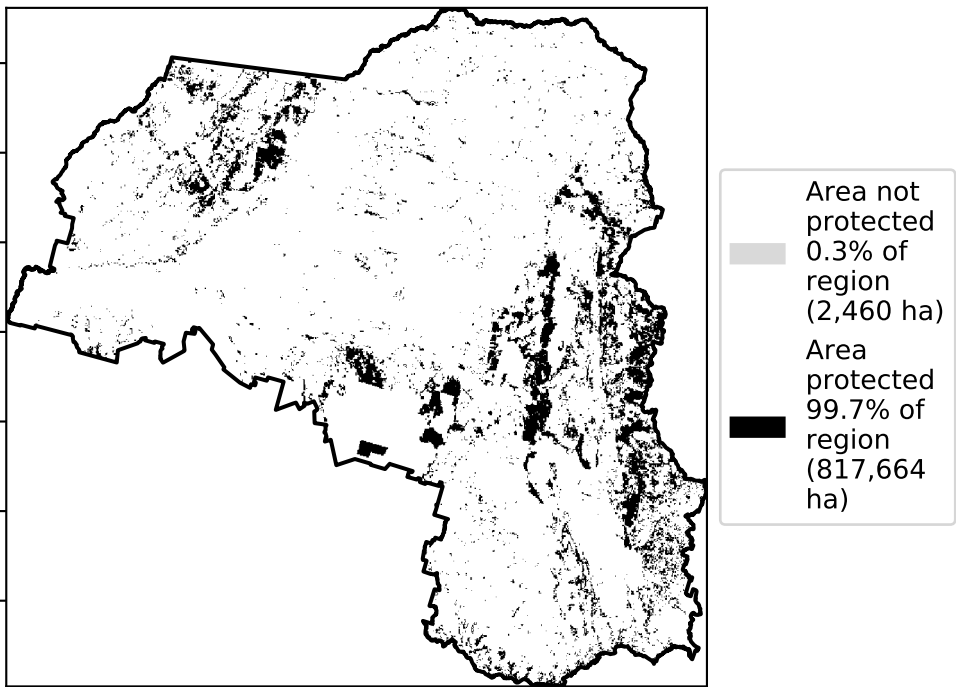 Area not
protected
0.3% of
region
(2,460 ha)
Area
protected
99.7% of
region
(817,664
ha)